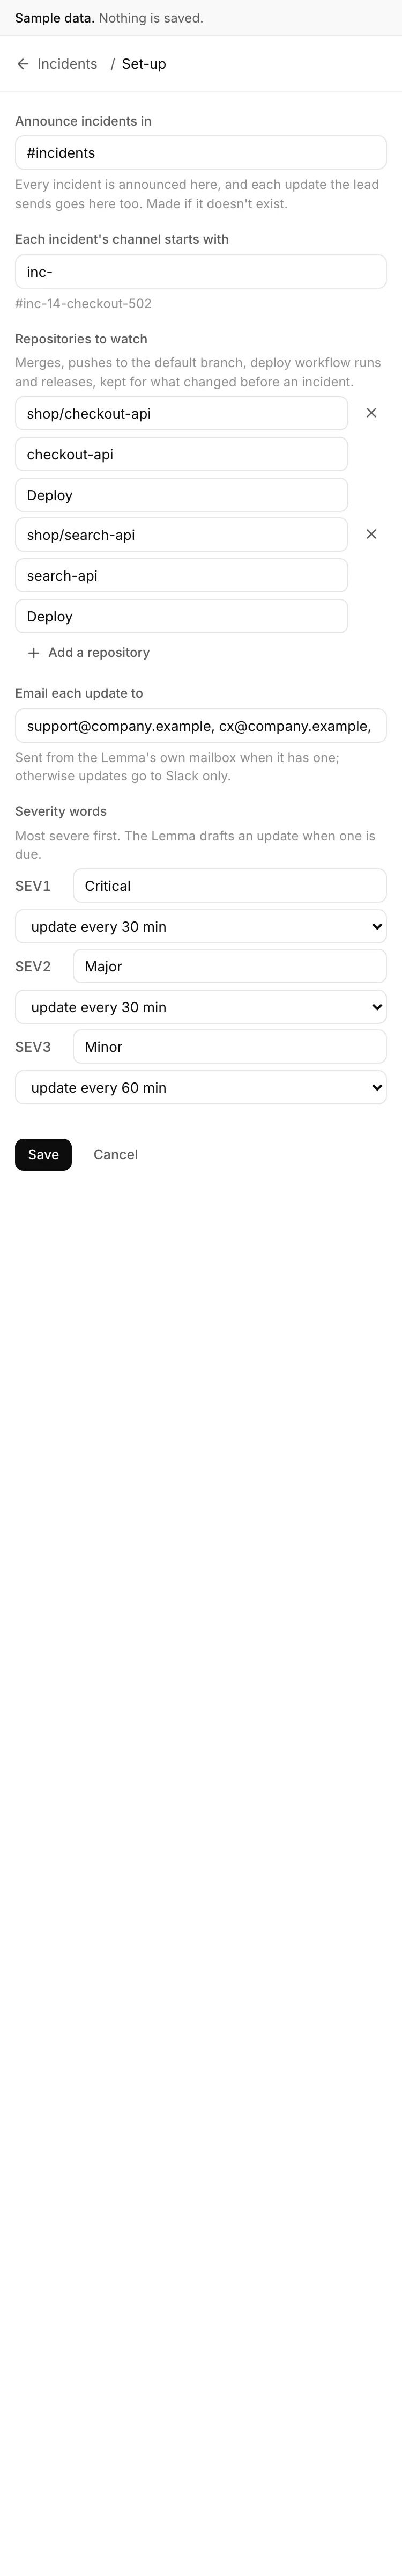 Sample data. Nothing is saved.
Incidents / Set-up
Announce incidents in
#incidents
Every incident is announced here, and each update the lead
sends goes here too. Made if it doesn't exist.
Each incident's channel starts with
inc-
#inc-14-checkout-502
Repositories to watch
Merges, pushes to the default branch, deploy workflow runs
and releases, kept for what changed before an incident.
shop/checkout-api
checkout-api
Deploy
shop/search-api
search-api
Deploy
Add a repository
Email each update to
support@company.example, cx@company.example,
Sent from the Lemma's own mailbox when it has one;
otherwise updates go to Slack only.
Severity words
Most severe first. The Lemma drafts an update when one is
due.
SEV1 Critical
update every 30 min
SEV2 Major
update every 30 min
SEV3 Minor
update every 60 min
Save Cancel